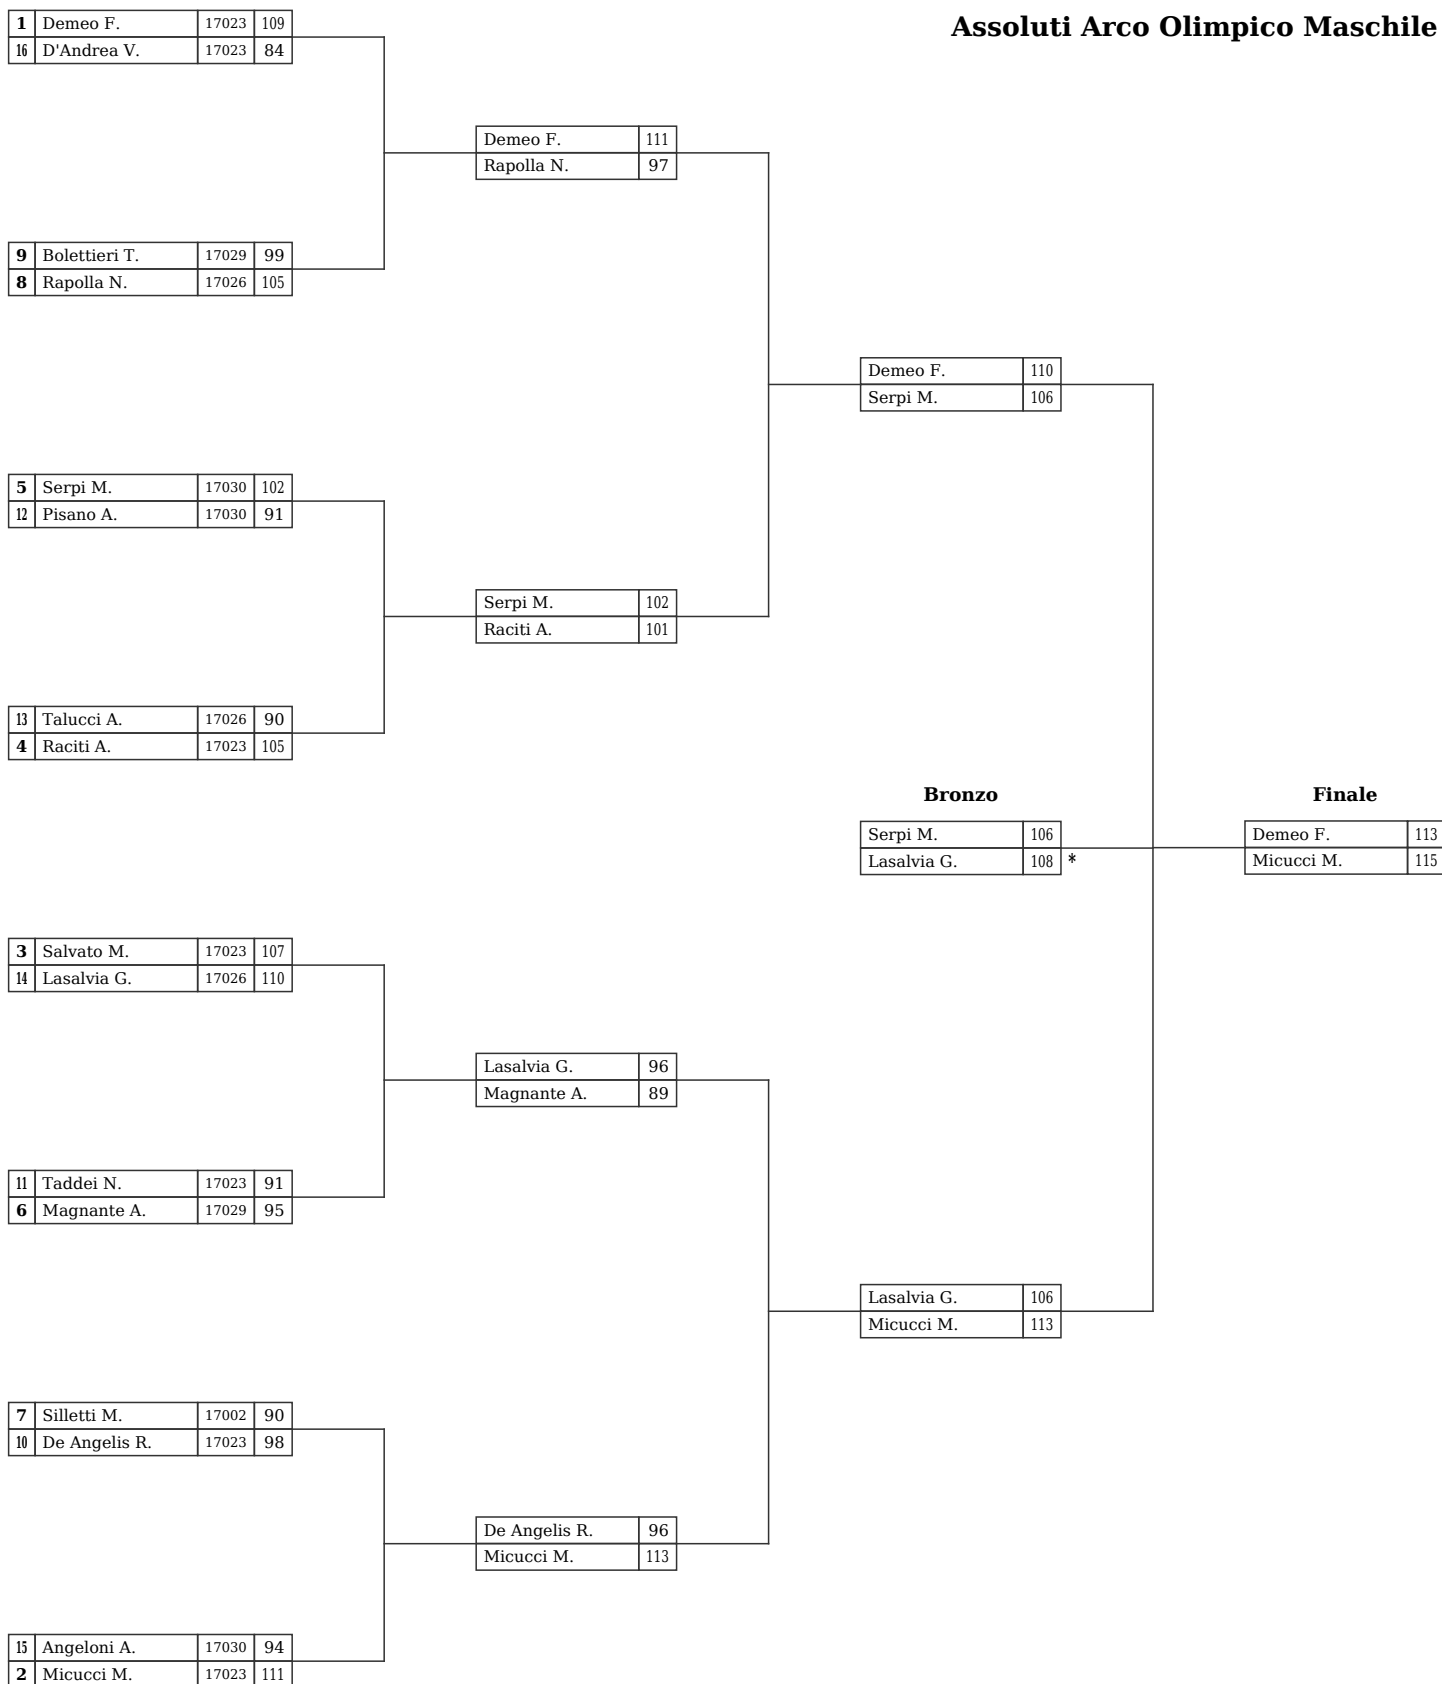 Assoluti Arco Olimpico Maschile
1 Demeo F. 17023 109
16 D'Andrea V. 17023 84
Demeo F. 111
Rapolla N. 97
9 Bolettieri T. 17029 99
8 Rapolla N. 17026 105
Demeo F. 110
Serpi M. 106
5 Serpi M. 17030 102
12 Pisano A. 17030 91
Serpi M. 102
Raciti A. 101
13 Talucci A. 17026 90
4 Raciti A. 17023 105
Bronzo
Serpi M. 106
Lasalvia G. 108 *
Finale
Demeo F. 113
Micucci M. 115
3 Salvato M. 17023 107
14 Lasalvia G. 17026 110
Lasalvia G. 96
Magnante A. 89
11 Taddei N. 17023 91
6 Magnante A. 17029 95
Lasalvia G. 106
Micucci M. 113
7 Silletti M. 17002 90
10 De Angelis R. 17023 98
De Angelis R. 96
Micucci M. 113
15 Angeloni A. 17030 94
2 Micucci M. 17023 111